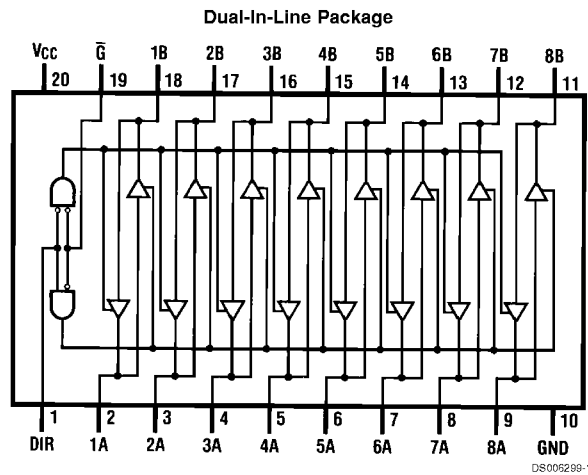 Dual-In-Line Package
VCC G̅ 1B 2B 3B 4B 5B 6B 7B 8B
20 19 18 17 16 15 14 13 12 11
1 2 3 4 5 6 7 8 9 10
DIR 1A 2A 3A 4A 5A 6A 7A 8A GND
DS006299-1